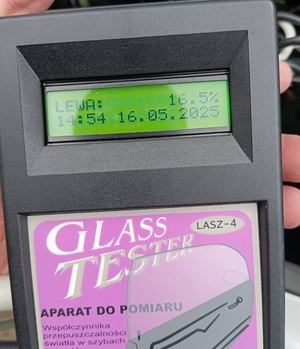 LEWA: 16.5%
14:54 16.05.2025
GLASS
TESTER
LASZ-4
APARAT DO POMIARU
Współczynnika
przepuszczalności
światła w szybach